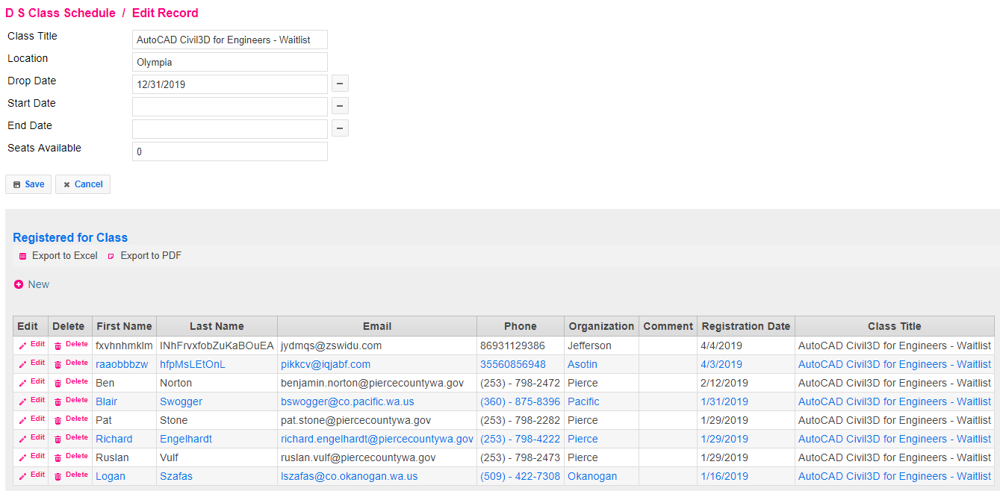 D S Class Schedule / Edit Record
Class Title AutoCAD Civil3D for Engineers - Waitlist
Location Olympia
Drop Date 12/31/2019
Start Date
End Date
Seats Available 0
Save Cancel
Registered for Class
Export to Excel Export to PDF
New
Edit Delete First Name Last Name Email Phone Organization Comment Registration Date Class Title
Edit Delete fxvhnhmklm INhFrvxfobZuKaBOuEA jydmqs@zswidu.com 86931129386 Jefferson 4/4/2019 AutoCAD Civil3D for Engineers - Waitlist
Edit Delete raaobbbzw hfpMsLEtOnL pikkcv@iqjabf.com 35560856948 Asotin 4/3/2019 AutoCAD Civil3D for Engineers - Waitlist
Edit Delete Ben Norton benjamin.norton@piercecountywa.gov (253) - 798-2472 Pierce 2/12/2019 AutoCAD Civil3D for Engineers - Waitlist
Edit Delete Blair Swogger bswogger@co.pacific.wa.us (360) - 875-8396 Pacific 1/31/2019 AutoCAD Civil3D for Engineers - Waitlist
Edit Delete Pat Stone pat.stone@piercecountywa.gov (253) - 798-2282 Pierce 1/29/2019 AutoCAD Civil3D for Engineers - Waitlist
Edit Delete Richard Engelhardt richard.engelhardt@piercecountywa.gov (253) - 798-4222 Pierce 1/29/2019 AutoCAD Civil3D for Engineers - Waitlist
Edit Delete Ruslan Vulf ruslan.vulf@piercecountywa.gov (253) - 798-2473 Pierce 1/29/2019 AutoCAD Civil3D for Engineers - Waitlist
Edit Delete Logan Szafas lszafas@co.okanogan.wa.us (509) - 422-7308 Okanogan 1/16/2019 AutoCAD Civil3D for Engineers - Waitlist